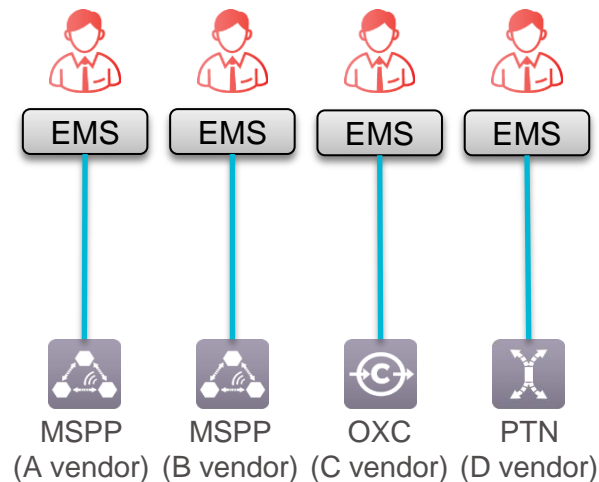 EMS EMS EMS EMS
C
MSPP MSPP OXC PTN
(A vendor) (B vendor) (C vendor) (D vendor)